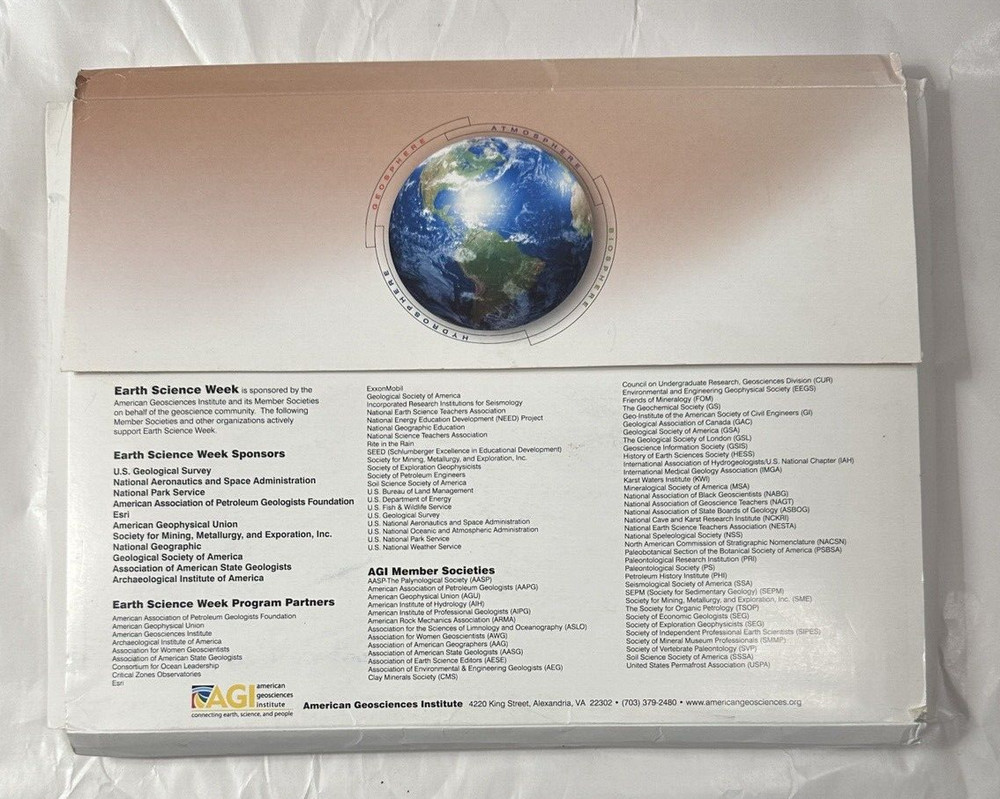 GEOSPHERE
ATMOSPHERE
BIOSPHERE
HYDROSPHERE
Earth Science Week is sponsored by the
American Geosciences Institute and its Member Societies
on behalf of the geoscience community. The following
Member Societies and other organizations actively
support Earth Science Week.
Earth Science Week Sponsors
U.S. Geological Survey
National Aeronautics and Space Administration
National Park Service
American Association of Petroleum Geologists Foundation
Esri
American Geophysical Union
Society for Mining, Metallurgy, and Exporation, Inc.
National Geographic
Geological Society of America
Association of American State Geologists
Archaeological Institute of America
Earth Science Week Program Partners
American Association of Petroleum Geologists Foundation
American Geophysical Union
American Geosciences Institute
Archaeological Institute of America
Association for Women Geoscientists
Association of American State Geologists
Consortium for Ocean Leadership
Critical Zones Observatories
Esri
ExxonMobil
Geological Society of America
Incorporated Research Institutions for Seismology
National Earth Science Teachers Association
National Energy Education Development (NEED) Project
National Geographic Education
National Science Teachers Association
Rite in the Rain
SEED (Schlumberger Excellence in Educational Development)
Society for Mining, Metallurgy, and Exploration, Inc.
Society of Exploration Geophysicists
Society of Petroleum Engineers
Soil Science Society of America
U.S. Bureau of Land Management
U.S. Department of Energy
U.S. Fish & Wildlife Service
U.S. Geological Survey
U.S. National Aeronautics and Space Administration
U.S. National Oceanic and Atmospheric Administration
U.S. National Park Service
U.S. National Weather Service
AGI Member Societies
AASP-The Palynological Society (AASP)
American Association of Petroleum Geologists (AAPG)
American Geophysical Union (AGU)
American Institute of Hydrology (AIH)
American Institute of Professional Geologists (AIPG)
American Rock Mechanics Association (ARMA)
Association for the Sciences of Limnology and Oceanography (ASLO)
Association for Women Geoscientists (AWG)
Association of American Geographers (AAG)
Association of American State Geologists (AASG)
Association of Earth Science Editors (AESE)
Association of Environmental & Engineering Geologists (AEG)
Clay Minerals Society (CMS)
Council on Undergraduate Research, Geosciences Division (CUR)
Environmental and Engineering Geophysical Society (EEGS)
Friends of Mineralogy (FOM)
The Geochemical Society (GS)
Geo-Institute of the American Society of Civil Engineers (GI)
Geological Association of Canada (GAC)
Geological Society of America (GSA)
The Geological Society of London (GSL)
Geoscience Information Society (GSIS)
History of Earth Sciences Society (HESS)
International Association of Hydrogeologists/U.S. National Chapter (IAH)
International Medical Geology Association (IMGA)
Karst Waters Institute (KWI)
Mineralogical Society of America (MSA)
National Association of Black Geoscientists (NABG)
National Association of Geoscience Teachers (NAGT)
National Association of State Boards of Geology (ASBOG)
National Cave and Karst Research Institute (NCKRI)
National Earth Science Teachers Association (NESTA)
National Speleological Society (NSS)
North American Commission of Stratigraphic Nomenclature (NACSN)
Paleobotanical Section of the Botanical Society of America (PSBSA)
Paleontological Research Institution (PRI)
Paleontological Society (PS)
Petroleum History Institute (PHI)
Seismological Society of America (SSA)
SEPM (Society for Sedimentary Geology) (SEPM)
Society for Mining, Metallurgy, and Exploration, Inc. (SME)
The Society for Organic Petrology (TSOP)
Society of Economic Geologists (SEG)
Society of Exploration Geophysicists (SEG)
Society of Independent Professional Earth Scientists (SIPES)
Society of Mineral Museum Professionals (SMMP)
Society of Vertebrate Paleontology (SVP)
Soil Science Society of America (SSSA)
United States Permafrost Association (USPA)
AGI american
geosciences
institute
connecting earth, science, and people
American Geosciences Institute 4220 King Street, Alexandria, VA 22302 • (703) 379-2480 • www.americangeosciences.org